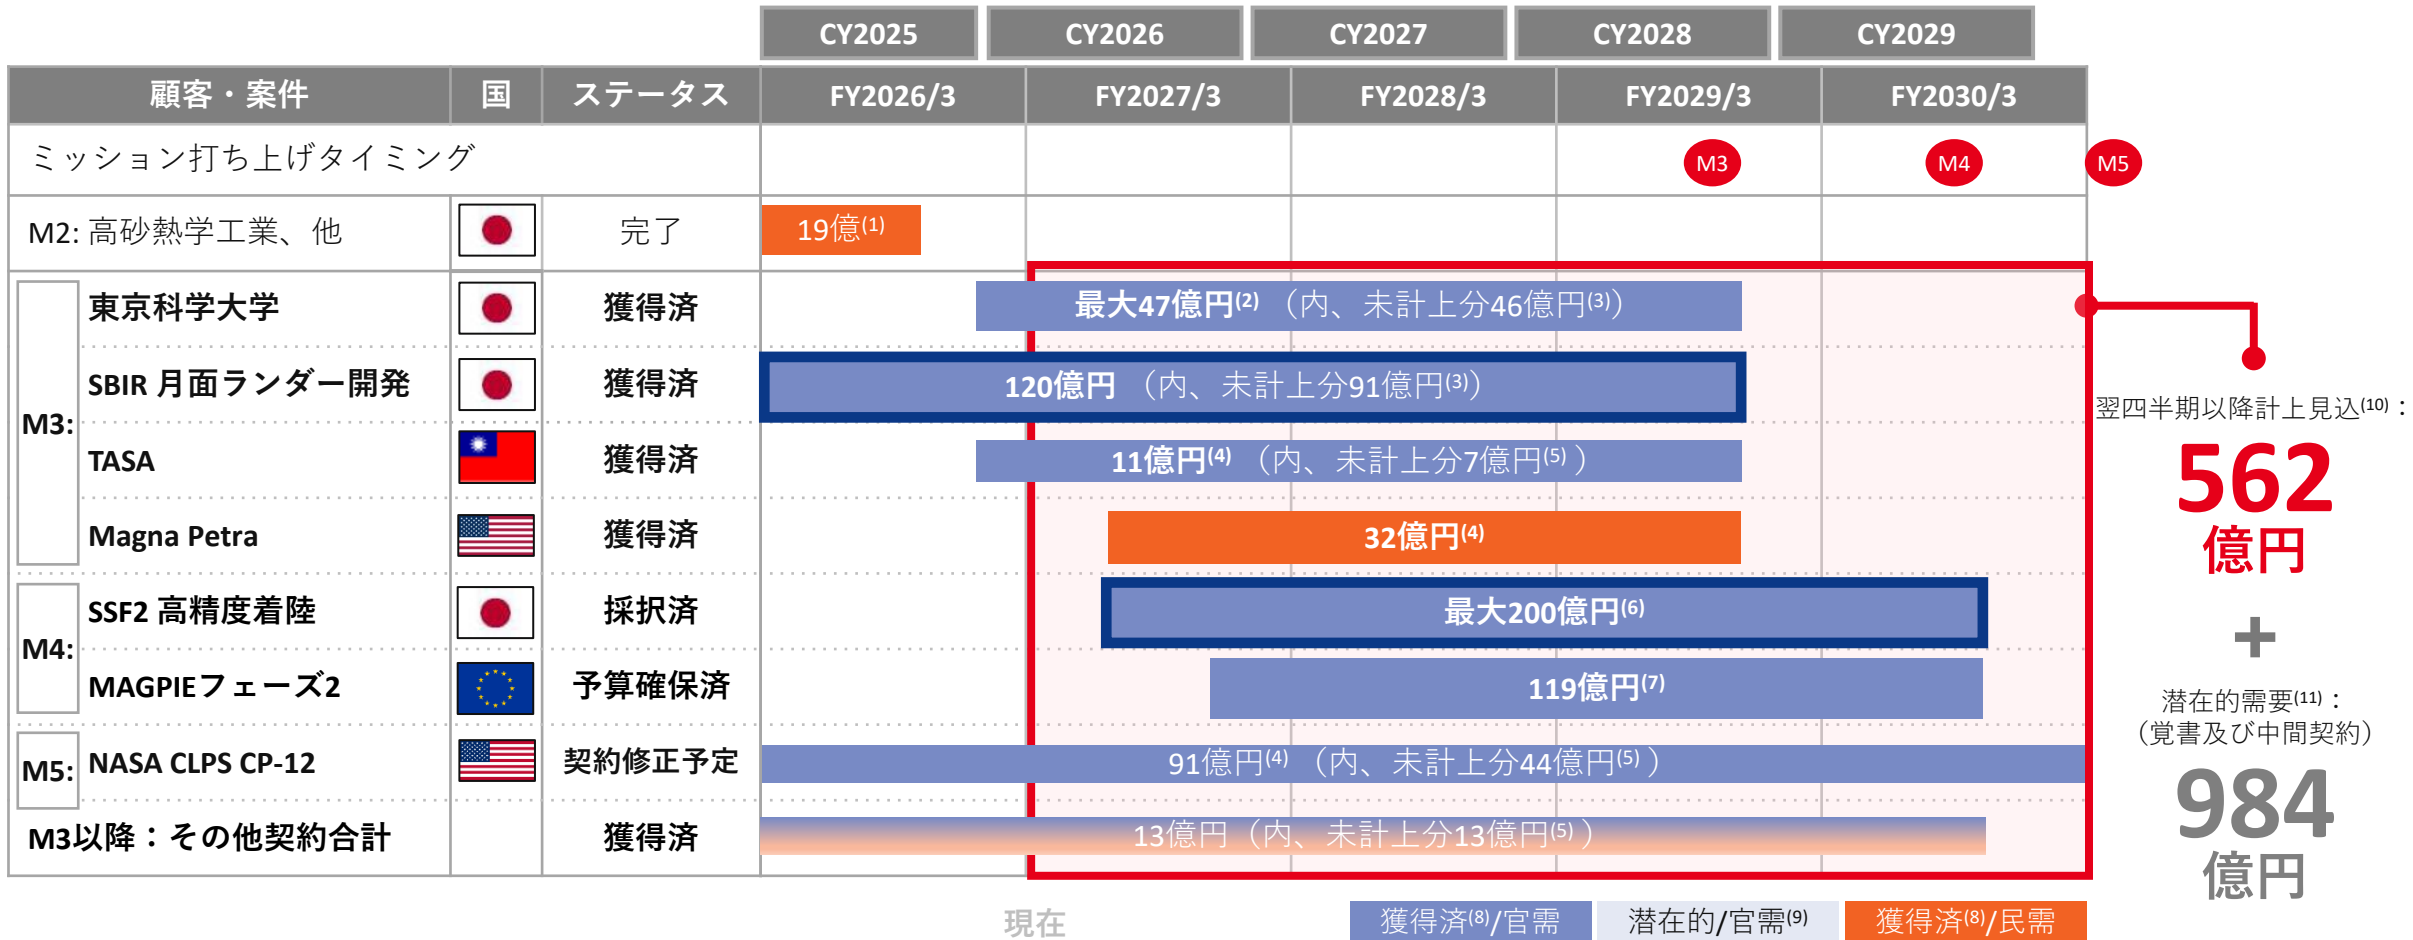 CY2025 CY2026 CY2027 CY2028 CY2029
顧客・案件 国 ステータス FY2026/3 FY2027/3 FY2028/3 FY2029/3 FY2030/3
ミッション打ち上げタイミング M3 M4 M5
M2: 高砂熱学工業、他 完了 19億(1)
M3:
東京科学大学 獲得済 最大47億円(2) （内、未計上分46億円(3)）
SBIR 月面ランダー開発 獲得済 120億円 （内、未計上分91億円(3)）
TASA 獲得済 11億円(4) （内、未計上分7億円(5) ）
Magna Petra 獲得済 32億円(4)
M4:
SSF2 高精度着陸 採択済 最大200億円(6)
MAGPIEフェーズ2 予算確保済 119億円(7)
M5: NASA CLPS CP-12 契約修正予定 91億円(4) （内、未計上分44億円(5) ）
M3以降：その他契約合計 獲得済 13億円（内、未計上分13億円(5) ）
翌四半期以降計上見込(10)：
562
億円
+
潜在的需要(11)：
（覚書及び中間契約）
984
億円
現在 獲得済(8)/官需 潜在的/官需(9) 獲得済(8)/民需